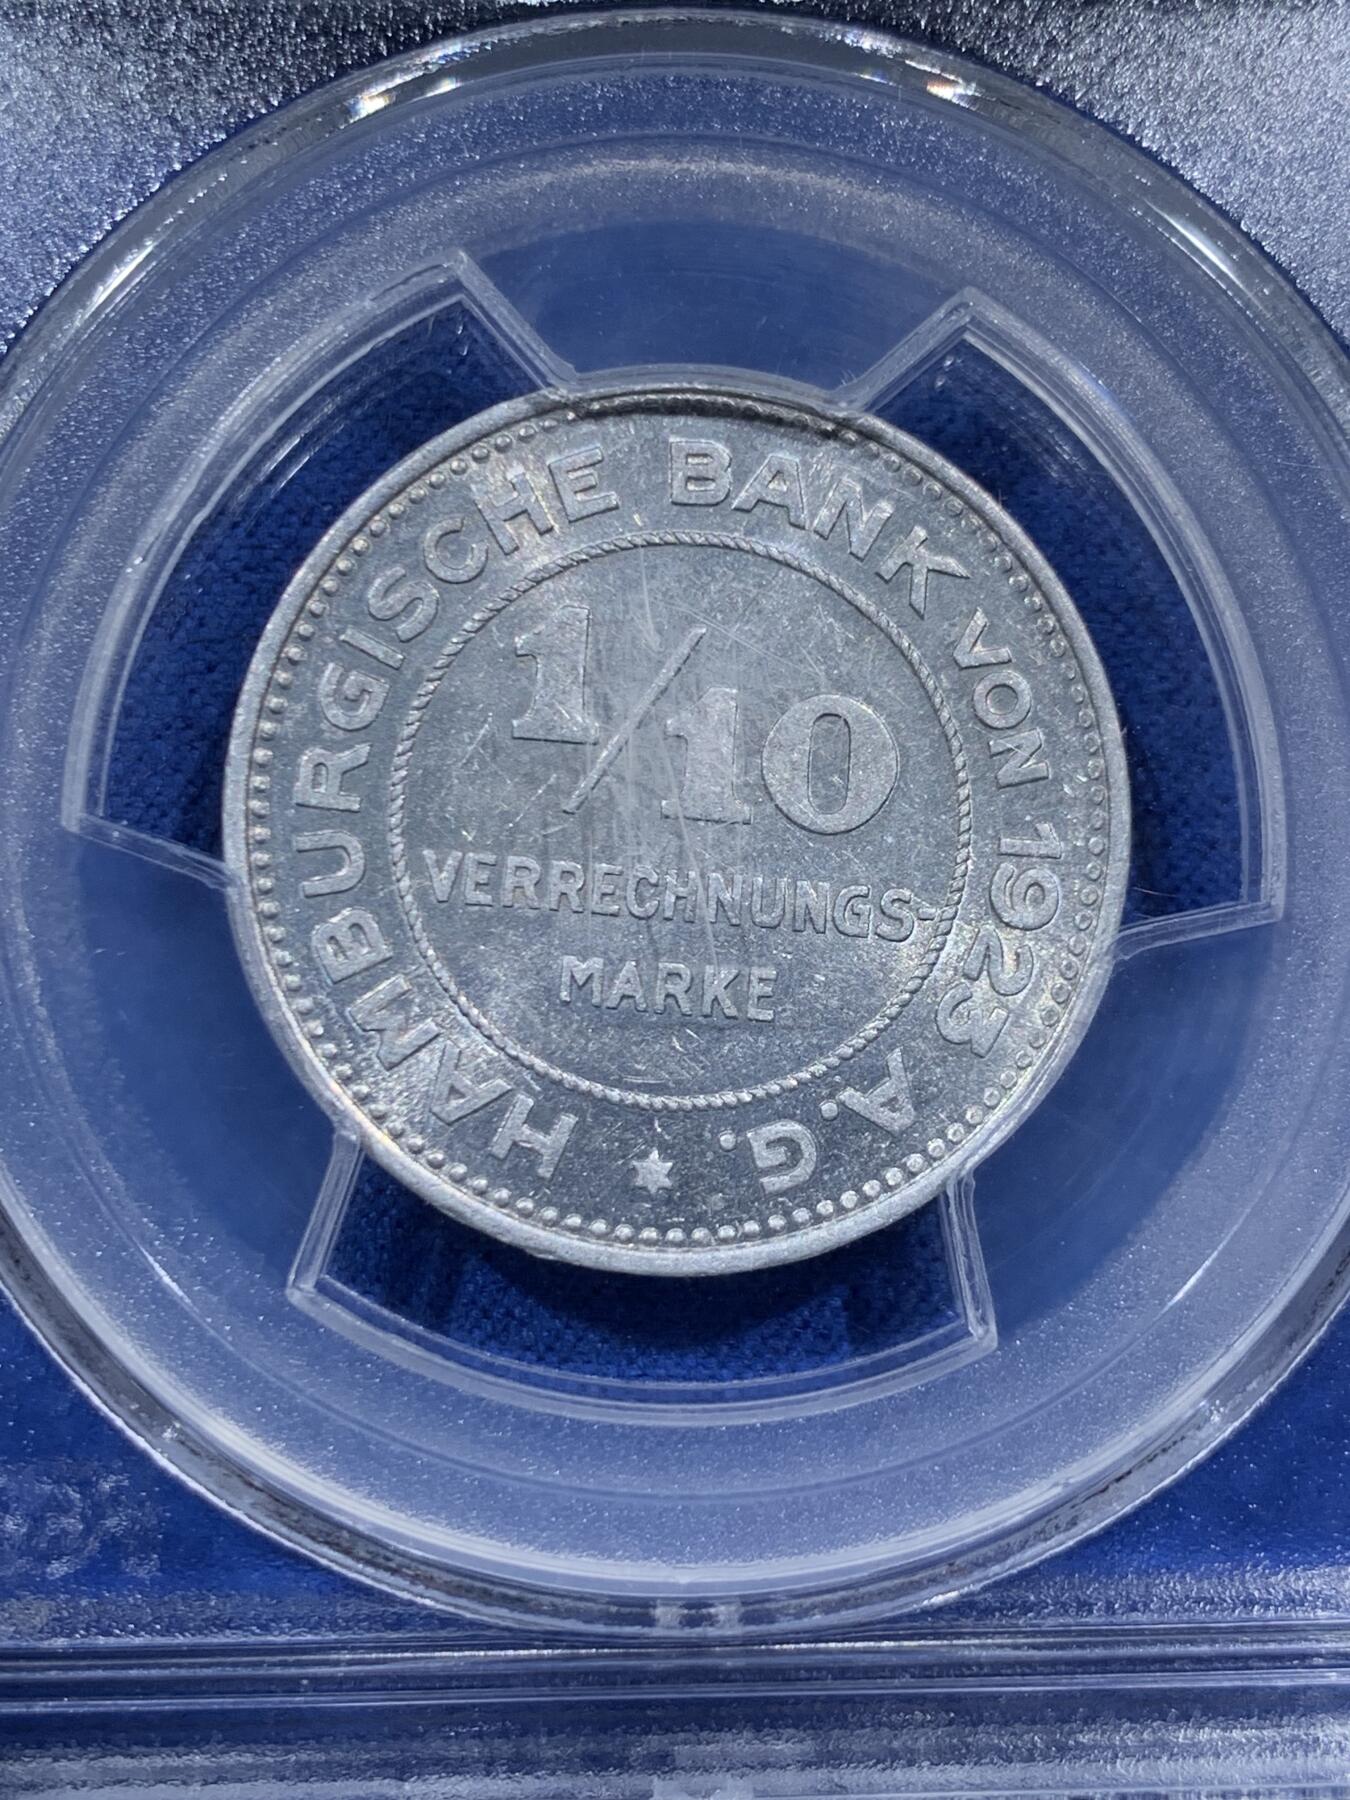 HAMBURGISCHE BANK VON 1923 A.G.
1/10
VERRECHNUNGS-
MARKE